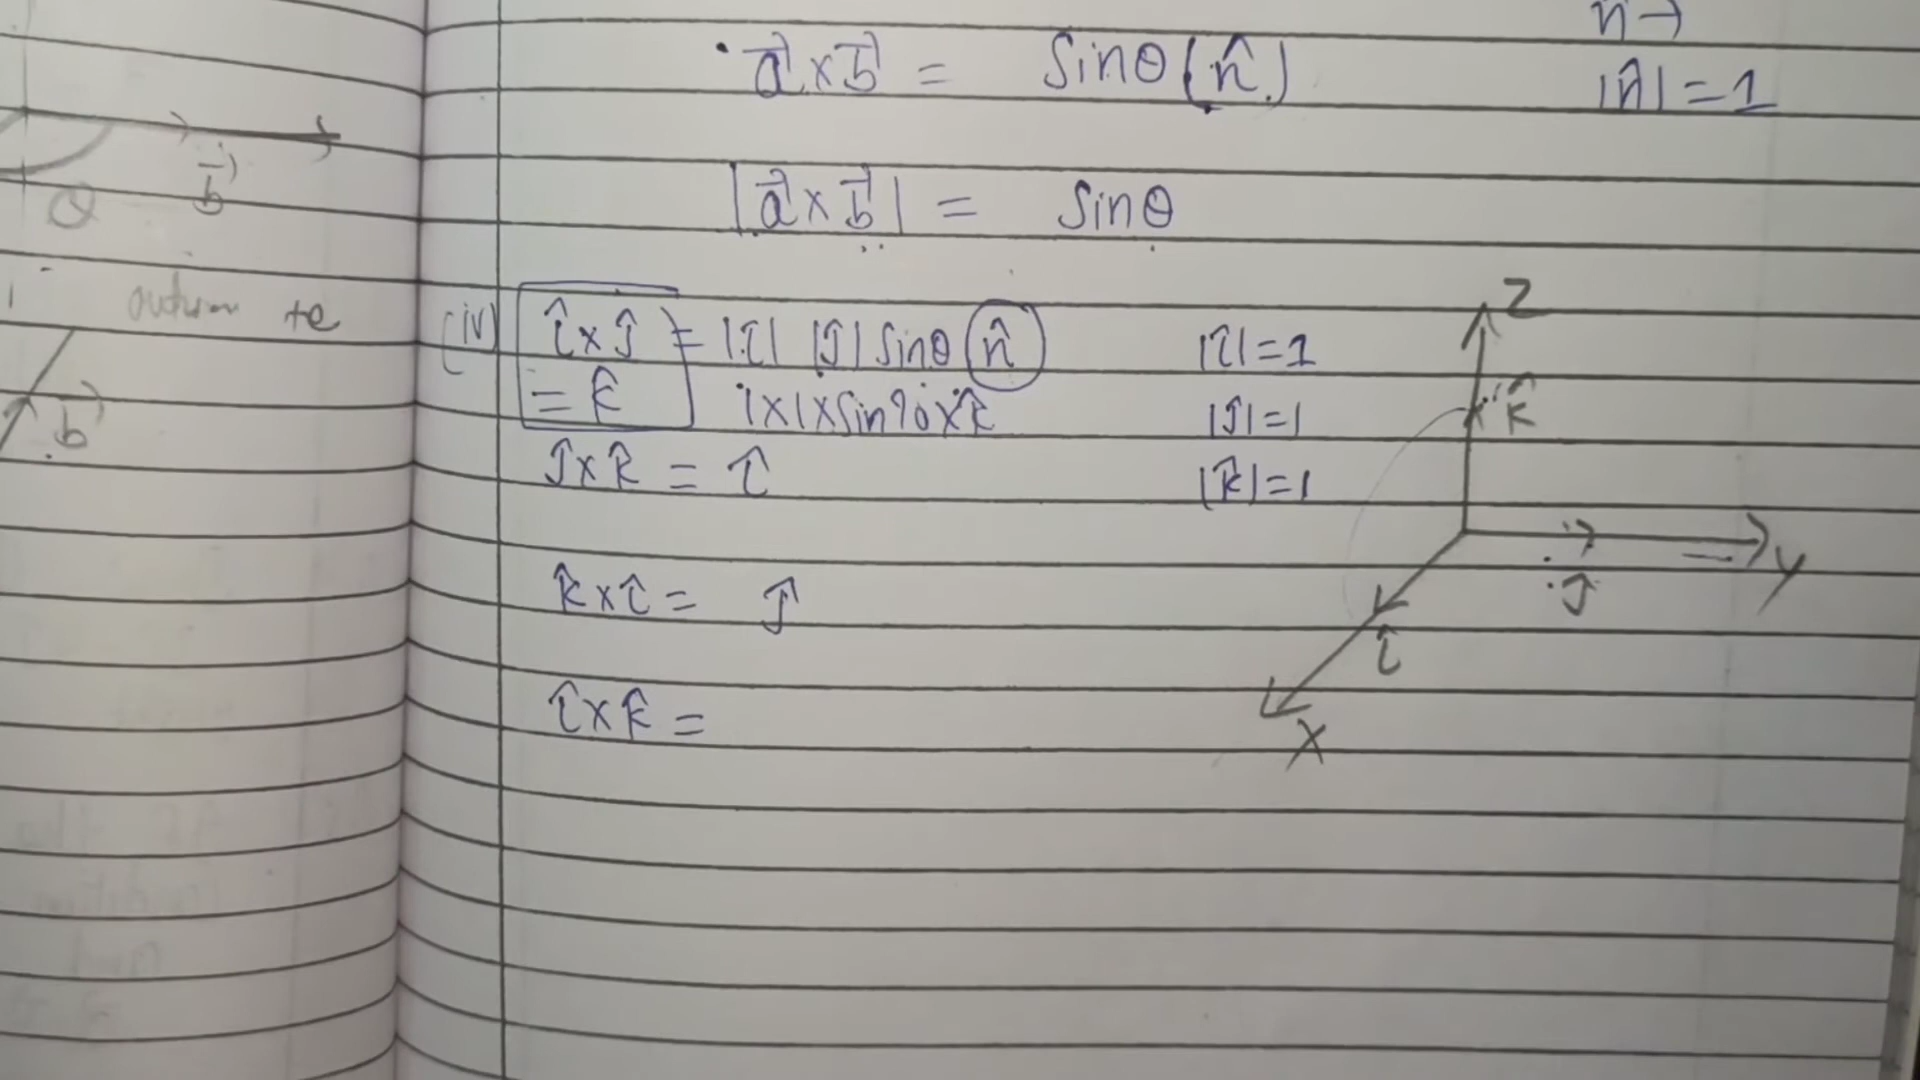 b⃗
θ
te
b⃗
n̂ →
a⃗ × b⃗ = Sinθ (n̂)
|n̂| = 1
|a⃗ × b⃗| = Sinθ
(iv) î × ĵ = |î| |ĵ| Sinθ n̂
= k̂ 1×1×Sin90×k̂
|î| = 1
|ĵ| = 1
|k̂| = 1
ĵ × k̂ = î
k̂ × î = ĵ
î × k̂ =
Z
k̂
Y
ĵ
î
X